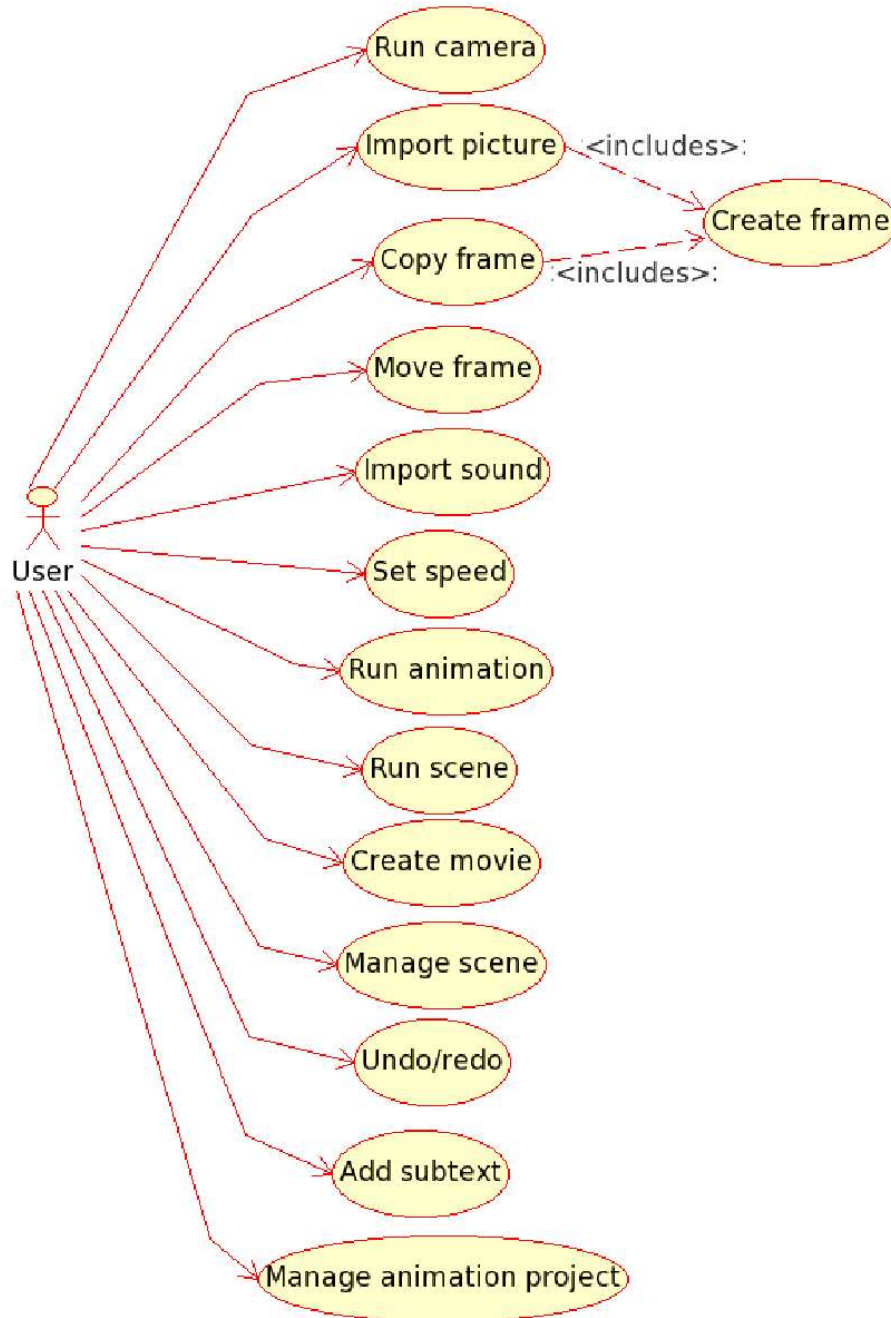 Run camera
Import picture
:<includes>:
Create frame
Copy frame
:<includes>:
Move frame
Import sound
User
Set speed
Run animation
Run scene
Create movie
Manage scene
Undo/redo
Add subtext
Manage animation project